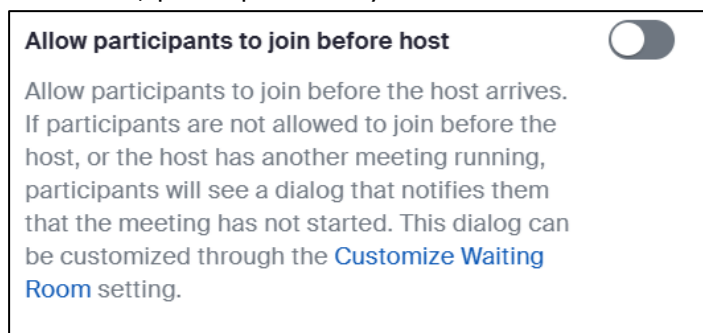 Allow participants to join before host
Allow participants to join before the host arrives.
If participants are not allowed to join before the
host, or the host has another meeting running,
participants will see a dialog that notifies them
that the meeting has not started. This dialog can
be customized through the Customize Waiting
Room setting.